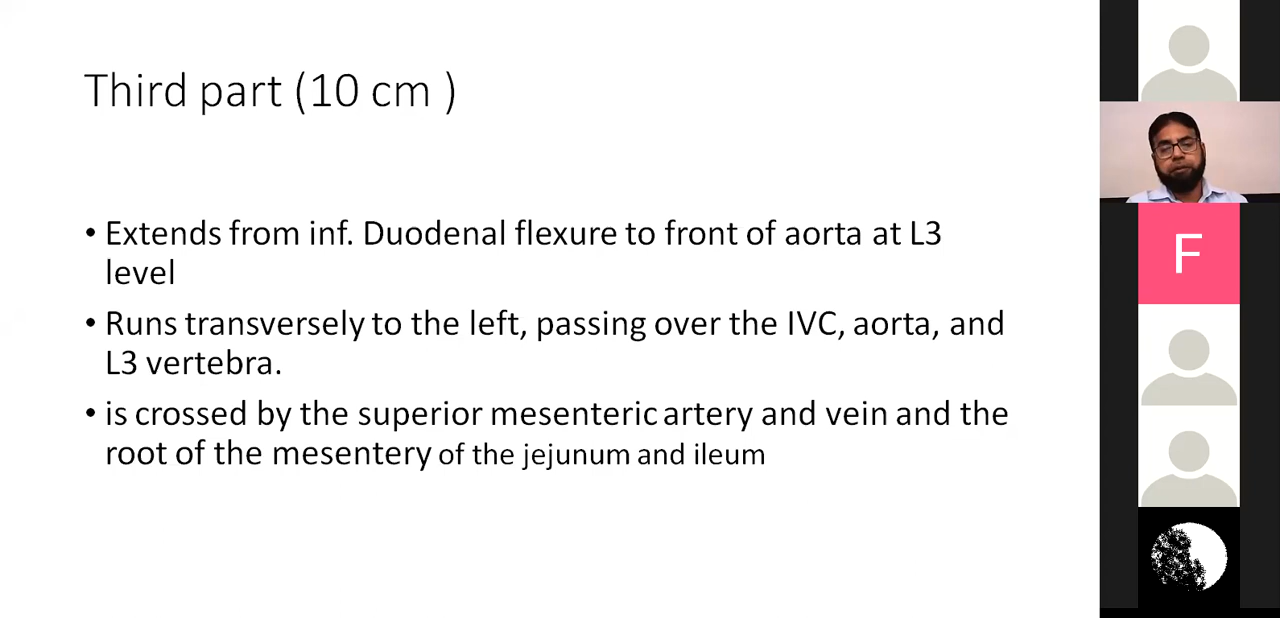 Third part (10 cm )
• Extends from inf. Duodenal flexure to front of aorta at L3
level
• Runs transversely to the left, passing over the IVC, aorta, and
L3 vertebra.
• is crossed by the superior mesenteric artery and vein and the
root of the mesentery of the jejunum and ileum
F